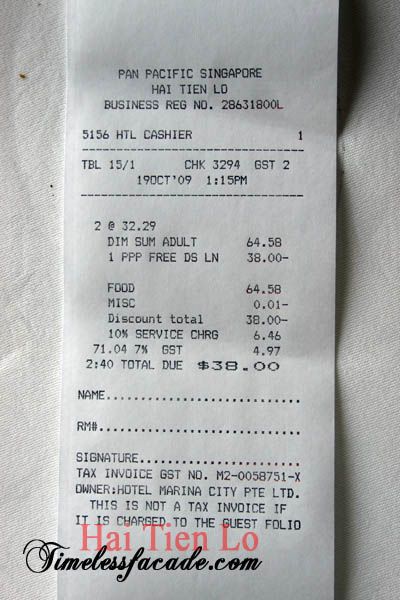 PAN PACIFIC SINGAPORE
HAI TIEN LO
BUSINESS REG NO. 28631800L
5156 HTL CASHIER 1
TBL 15/1 CHK 3294 GST 2
19OCT'09 1:15PM
2 @ 32.29
DIM SUM ADULT 64.58
1 PPP FREE DS LN 38.00-
FOOD 64.58
MISC 0.01-
Discount total 38.00-
10% SERVICE CHRG 6.46
71.04 7% GST 4.97
2:40 TOTAL DUE $38.00
NAME..............................
RM#...............................
SIGNATURE......................
TAX INVOICE GST NO. M2-0058751-X
OWNER:HOTEL MARINA CITY PTE LTD.
THIS IS NOT A TAX INVOICE IF
IT IS CHARGED TO THE GUEST FOLIO
Hai Tien Lo
Timelessfacade.com